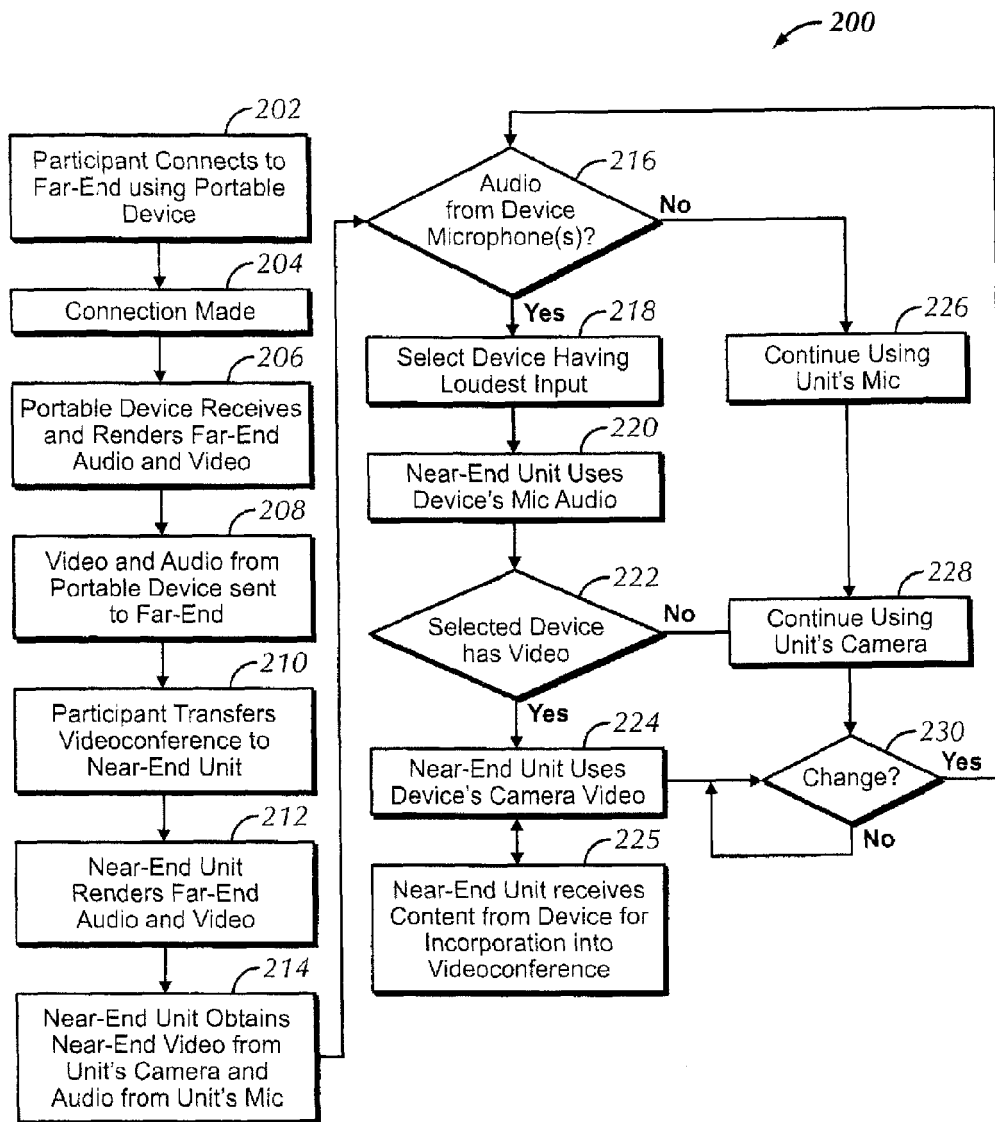 200
202
Participant Connects to
Far-End using Portable
Device
204
Connection Made
206
Portable Device Receives
and Renders Far-End
Audio and Video
208
Video and Audio from
Portable Device sent
to Far-End
210
Participant Transfers
Videoconference to
Near-End Unit
212
Near-End Unit
Renders Far-End
Audio and Video
214
Near-End Unit Obtains
Near-End Video from
Unit's Camera and
Audio from Unit's Mic
216
Audio
from Device
Microphone(s)?
No
Yes
218
Select Device Having
Loudest Input
220
Near-End Unit Uses
Device's Mic Audio
222
Selected Device
has Video
No
Yes
224
Near-End Unit Uses
Device's Camera Video
225
Near-End Unit receives
Content from Device for
Incorporation into
Videoconference
226
Continue Using
Unit's Mic
228
Continue Using
Unit's Camera
230
Change?
Yes
No